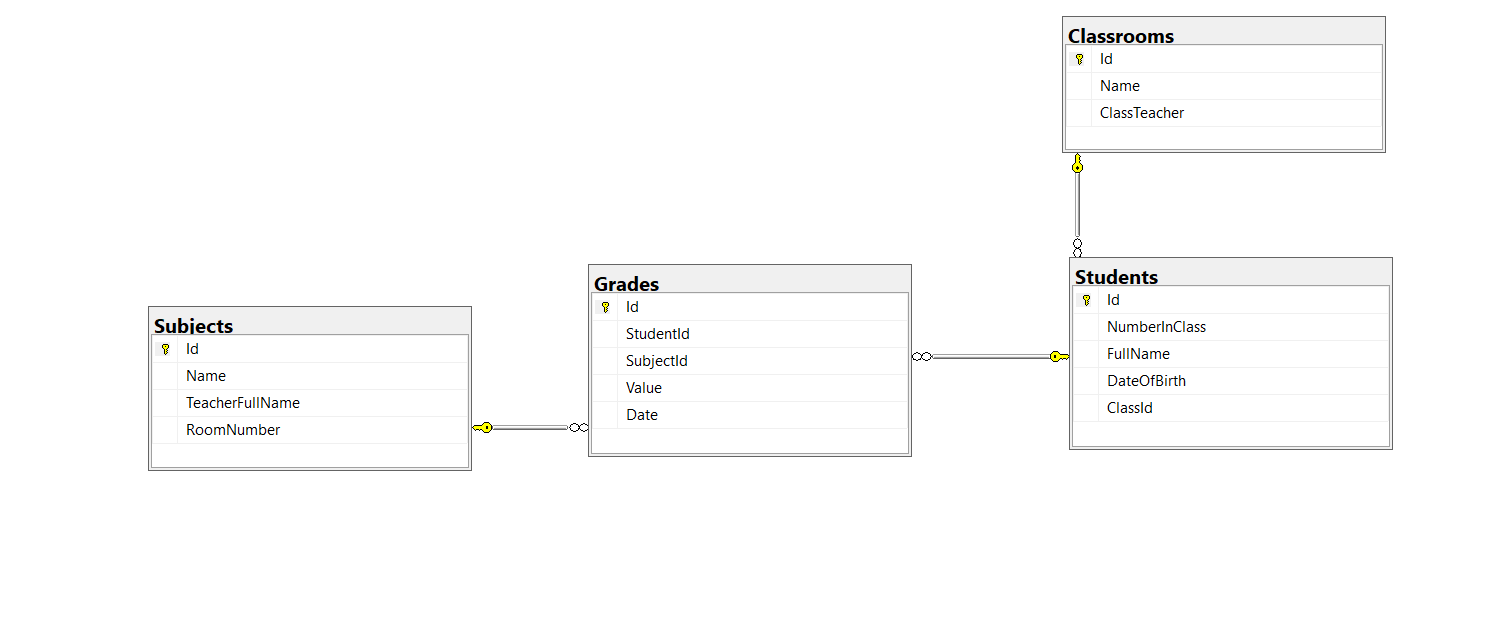 Classrooms
Id
Name
ClassTeacher
Subjects
Id
Name
TeacherFullName
RoomNumber
Grades
Id
StudentId
SubjectId
Value
Date
Students
Id
NumberInClass
FullName
DateOfBirth
ClassId